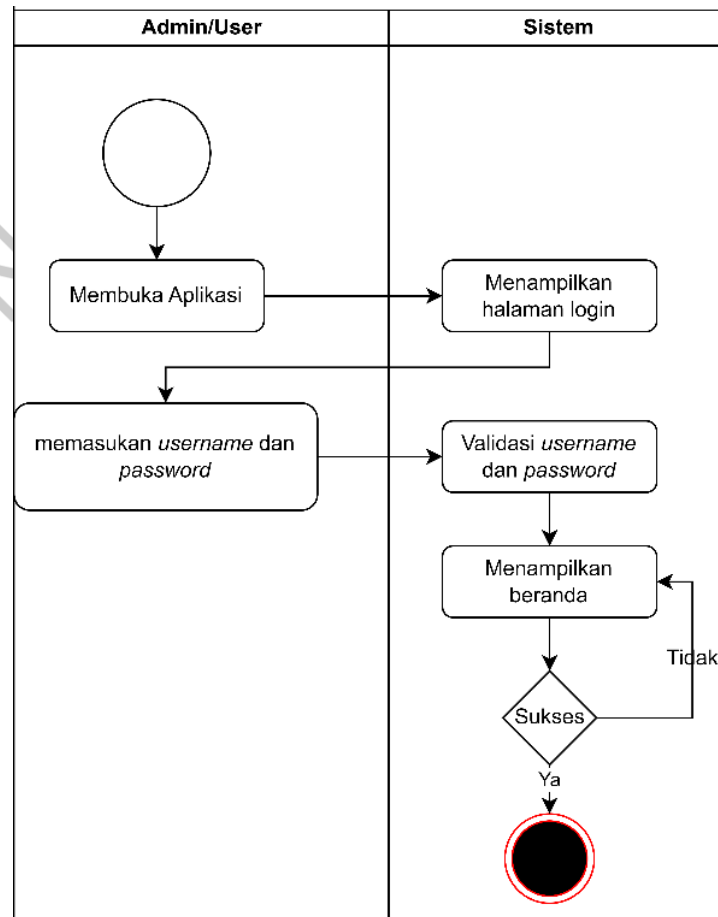 Admin/User
Sistem
Membuka Aplikasi
Menampilkan
halaman login
memasukan username dan
password
Validasi username
dan password
Menampilkan
beranda
Tidak
Sukses
Ya